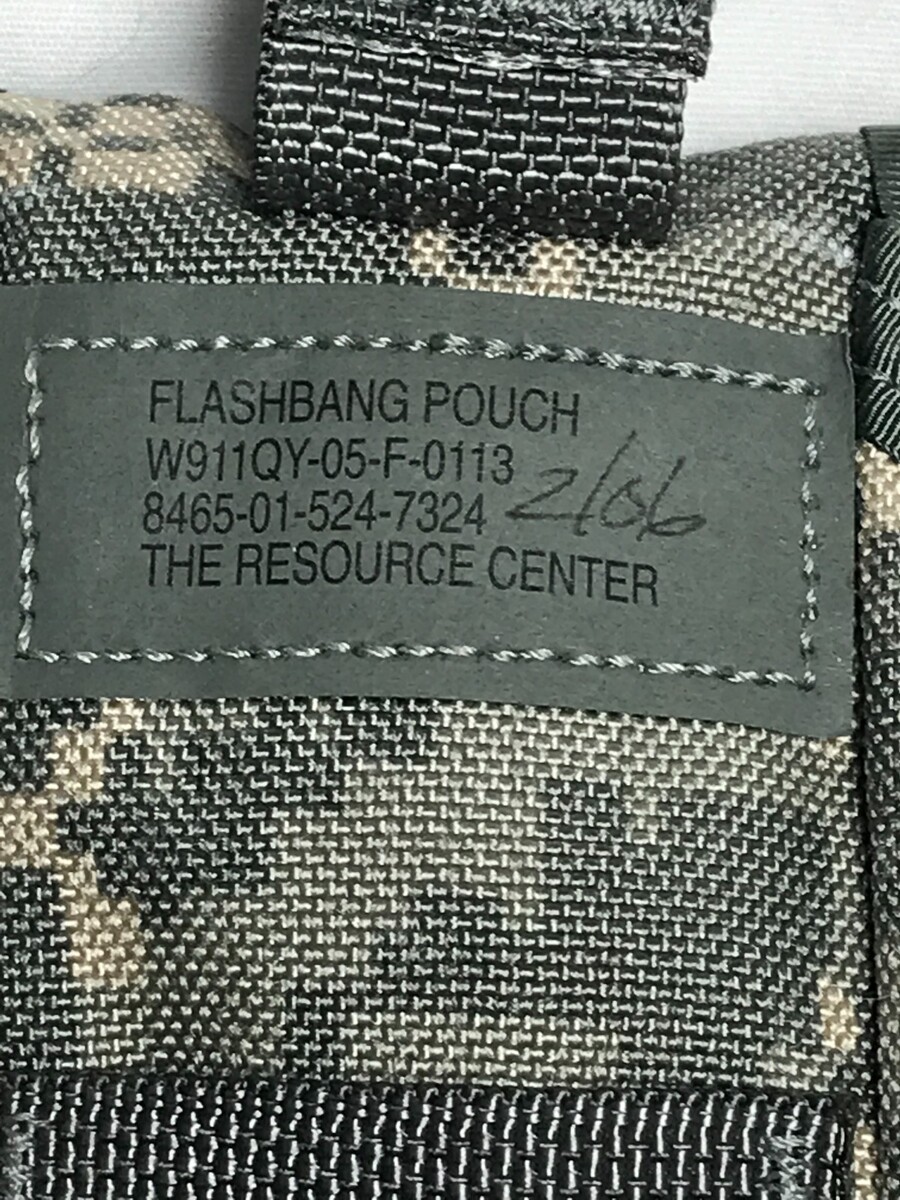 FLASHBANG POUCH
W911QY-05-F-0113
8465-01-524-7324 2/06
THE RESOURCE CENTER